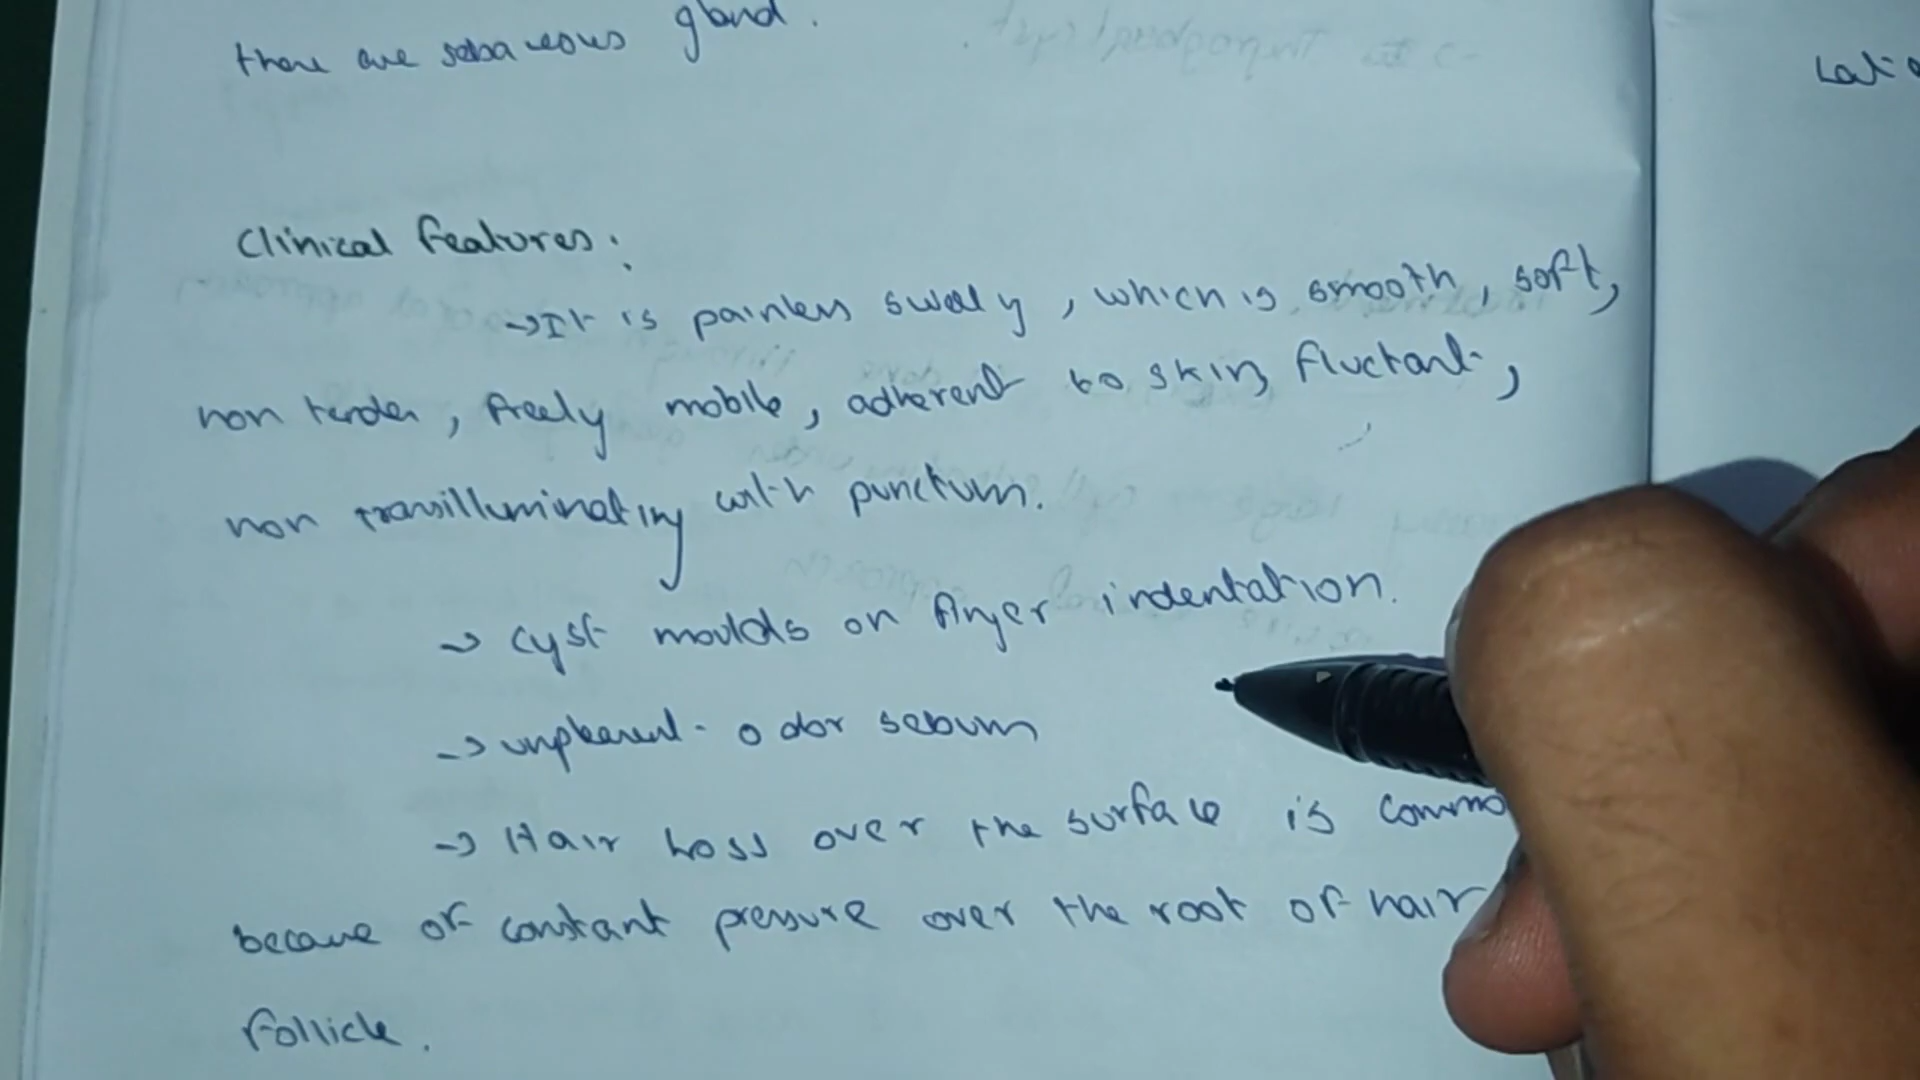 there are sebaceous gland.
Clinical features:
→It is painless swelly, which is smooth, soft,
non tender, freely mobile, adherent to skin, fluctant,
non transilluminating with punctum.
→ Cyst moulds on finger indentation.
→ unpleasent odor sebum
→ Hair Loss over the surface is commo
because of constant pressure over the root of hair
follicle.